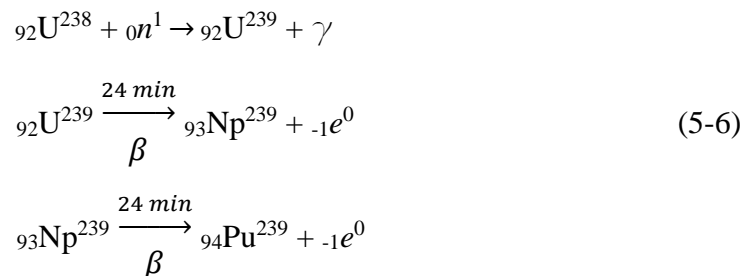 ₉₂U²³⁸ + ₀n¹ → ₉₂U²³⁹ + γ
₉₂U²³⁹ 24 min → β ₉₃Np²³⁹ + ₋₁e⁰ (5-6)
₉₃Np²³⁹ 24 min → β ₉₄Pu²³⁹ + ₋₁e⁰